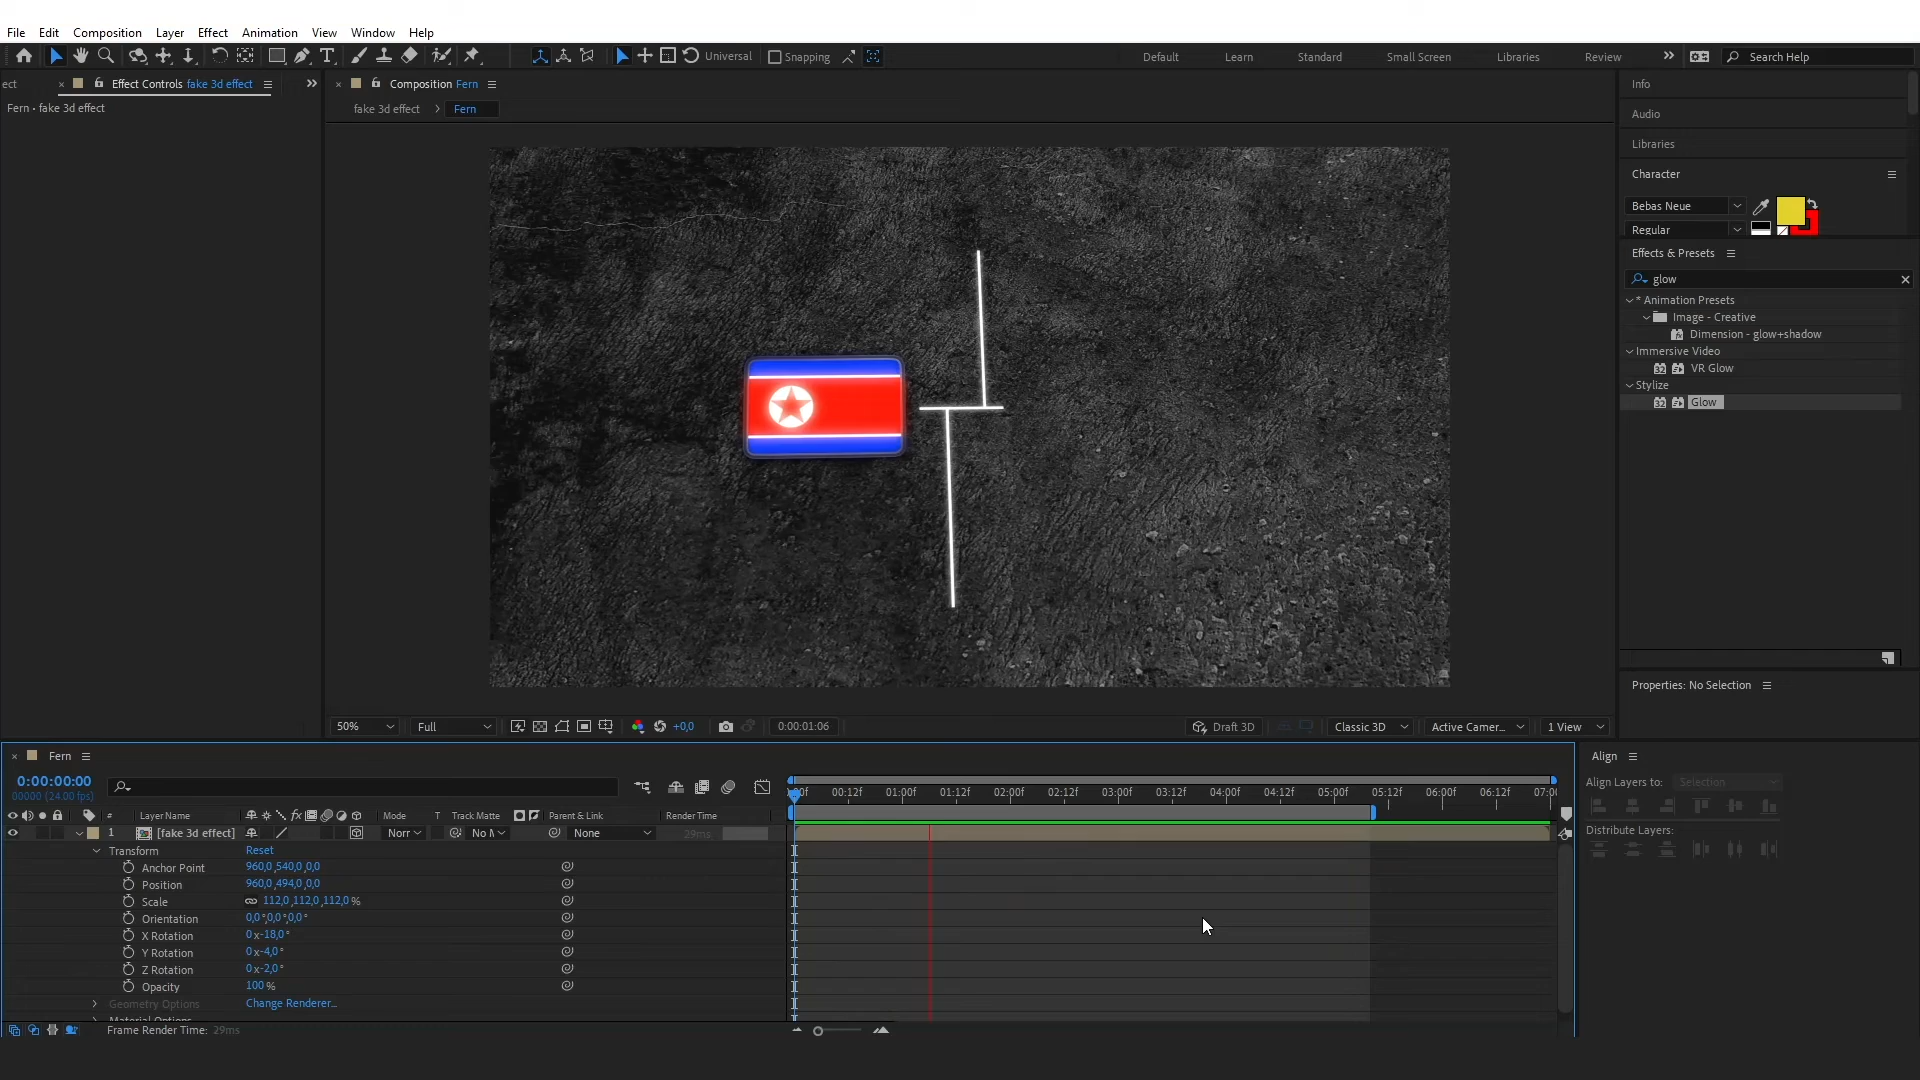 File Edit Composition Layer Effect Animation View Window Help
Universal Snapping Default Learn Standard Small Screen Libraries Review Search Help
ect Effect Controls fake 3d effect
Fern • fake 3d effect
Composition Fern
fake 3d effect Fern
Info
Audio
Libraries
Character
Bebas Neue
Regular
Effects & Presets
glow
* Animation Presets
Image - Creative
Dimension - glow+shadow
Immersive Video
32 VR Glow
Stylize
32 Glow
Properties: No Selection
50% Full +0,0 0:00:01:06 Draft 3D Classic 3D Active Camer... 1 View
Fern
0:00:00:00
00000 (24.00 fps)
# Layer Name Mode T Track Matte Parent & Link Render Time
00:12f 01:00f 01:12f 02:00f 02:12f 03:00f 03:12f 04:00f 04:12f 05:00f 05:12f 06:00f 06:12f 07:00
1 [fake 3d effect] Norr No M None 29ms
Transform Reset
Anchor Point 960,0,540,0,0,0
Position 960,0,494,0,0,0
Scale 112,0,112,0,112,0%
Orientation 0,0°,0,0°,0,0°
X Rotation 0x-18,0°
Y Rotation 0x-4,0°
Z Rotation 0x-2,0°
Opacity 100%
Geometry Options Change Renderer...
Frame Render Time: 29ms
Align
Align Layers to: Selection
Distribute Layers: